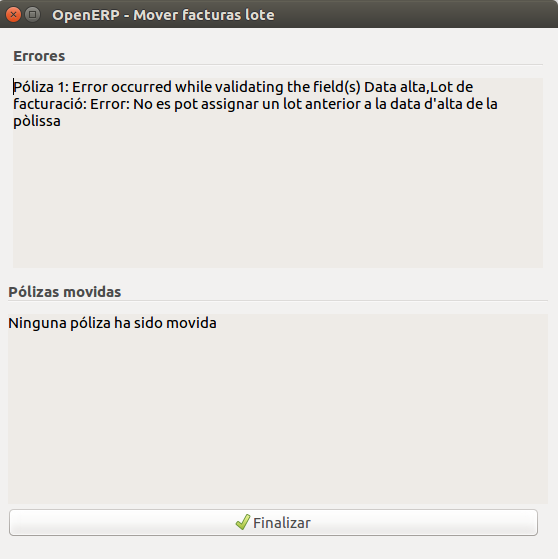 OpenERP - Mover facturas lote
Errores
Póliza 1: Error occurred while validating the field(s) Data alta,Lot de
facturació: Error: No es pot assignar un lot anterior a la data d'alta de la
pòlissa
Pólizas movidas
Ninguna póliza ha sido movida
Finalizar